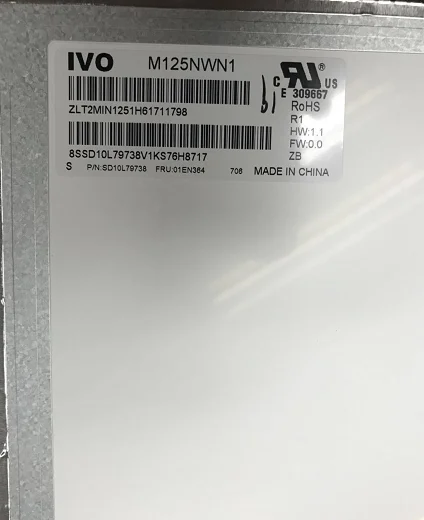 IVO M125NWN1
C UR® US
E 309667
ZLT2MIN1251H61711798
RoHS
R1
HW:1.1
FW:0.0
ZB
8SSD10L79738V1KS76H8717
S P/N:SD10L79738 FRU:01EN364 706 MADE IN CHINA